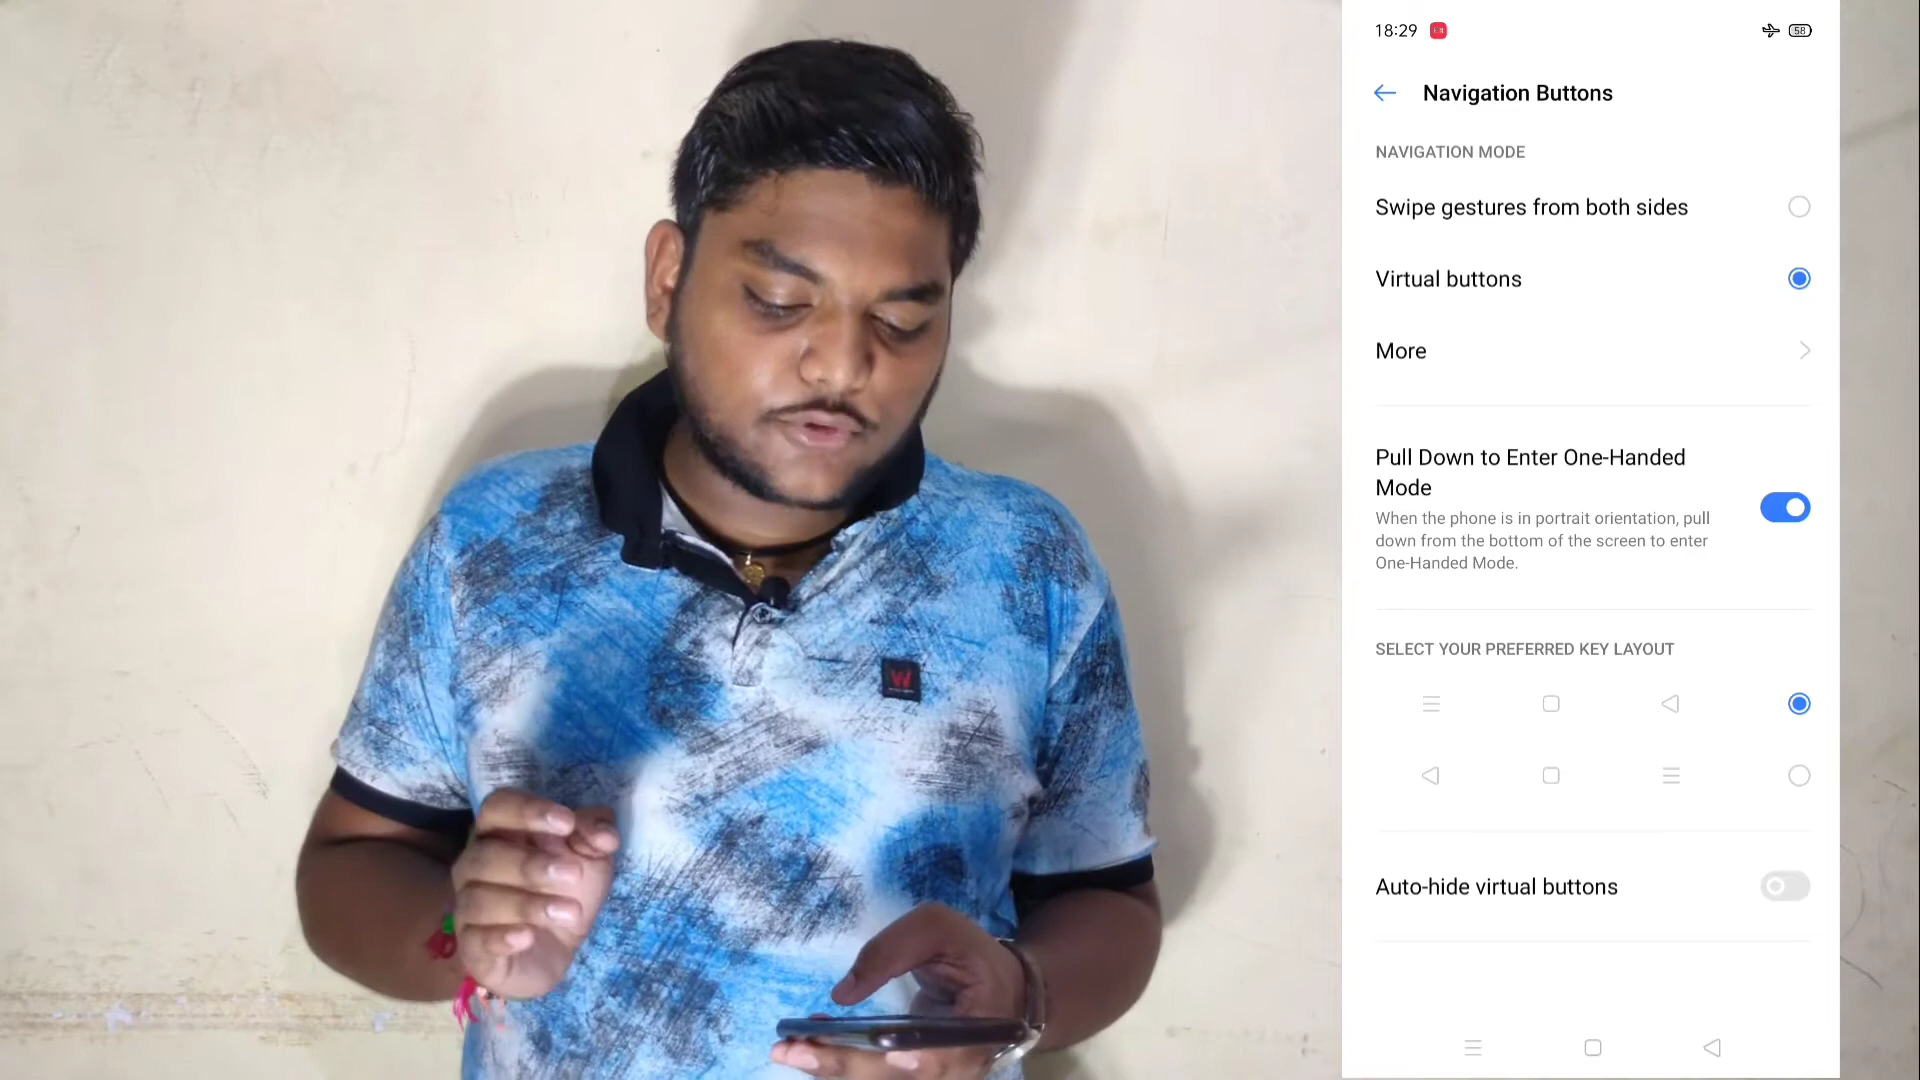 18:29
58
Navigation Buttons
NAVIGATION MODE
Swipe gestures from both sides
Virtual buttons
More
Pull Down to Enter One-Handed
Mode
When the phone is in portrait orientation, pull
down from the bottom of the screen to enter
One-Handed Mode.
SELECT YOUR PREFERRED KEY LAYOUT
Auto-hide virtual buttons
W